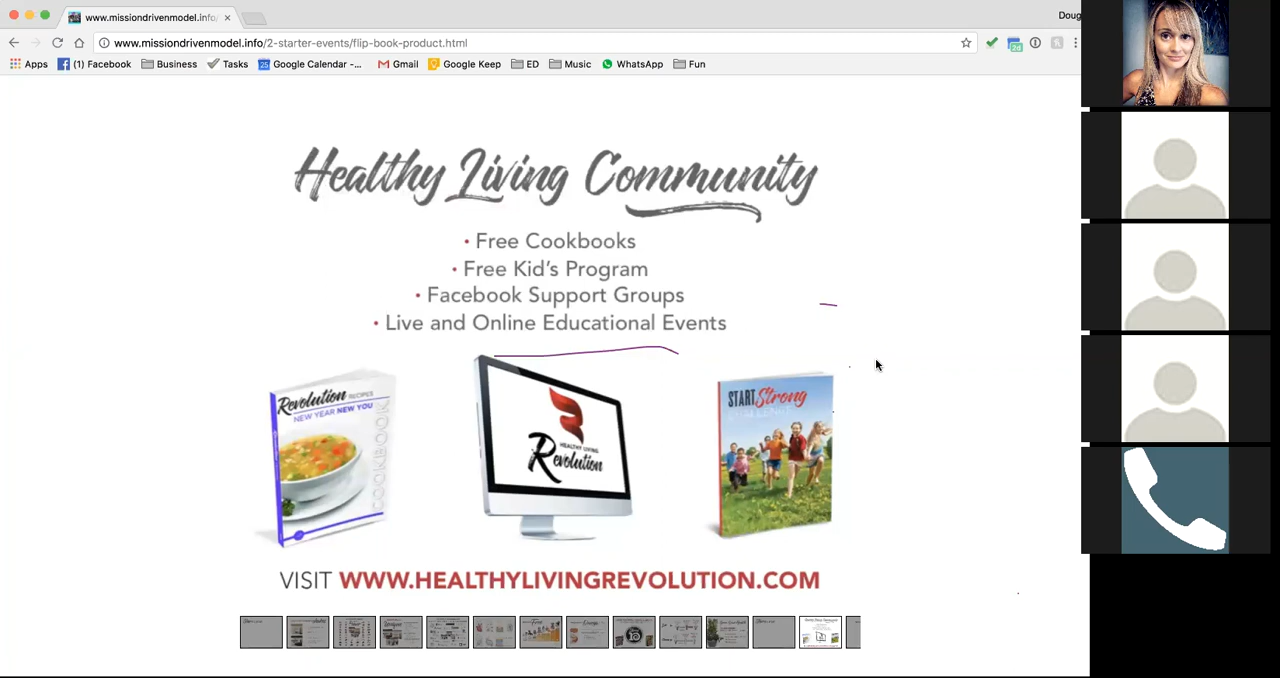 www.missiondrivenmodel.info/
Doug
www.missiondrivenmodel.info/2-starter-events/flip-book-product.html
Apps (1) Facebook Business Tasks Google Calendar -... Gmail Google Keep ED Music WhatsApp Fun
Healthy Living Community
• Free Cookbooks
• Free Kid's Program
• Facebook Support Groups
• Live and Online Educational Events
Revolution RECIPES
NEW YEAR NEW YOU
COOKBOOK
HEALTHY LIVING
Revolution
START Strong
CHALLENGE
VISIT WWW.HEALTHYLIVINGREVOLUTION.COM